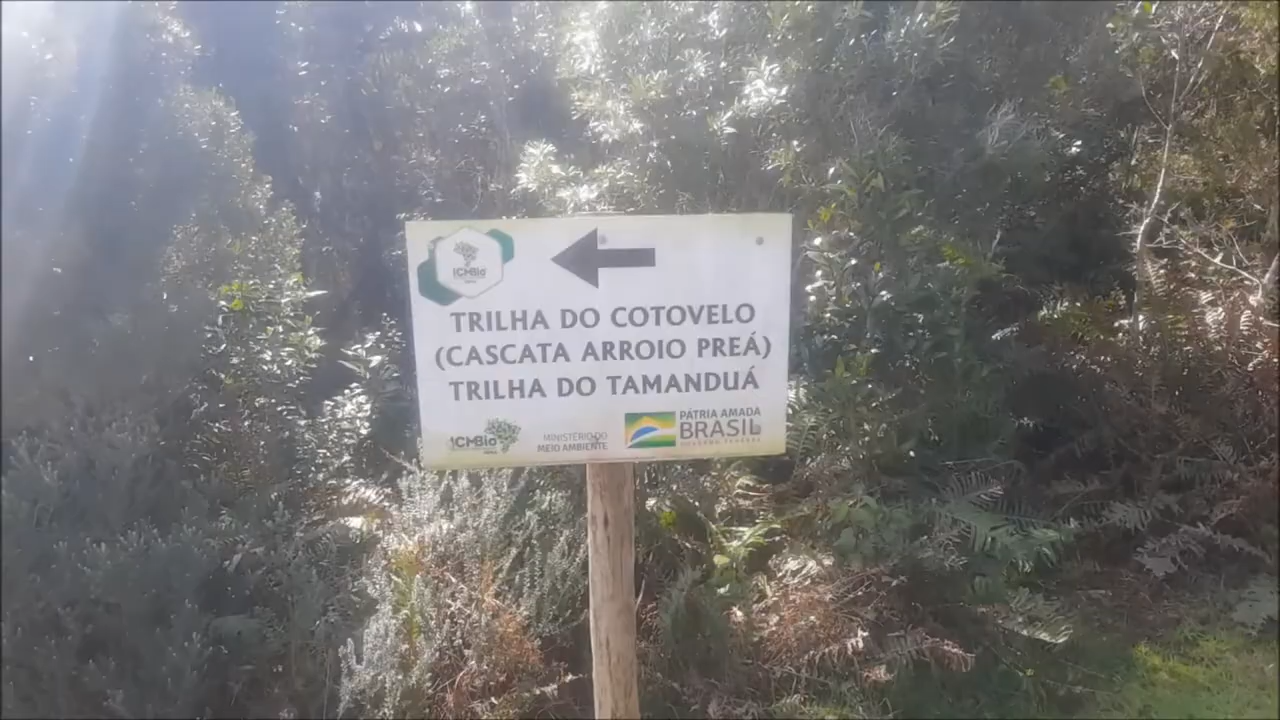 ICMBio
TRILHA DO COTOVELO
(CASCATA ARROIO PREÁ)
TRILHA DO TAMANDUÁ
ICMBio
MINISTÉRIO DO
MEIO AMBIENTE
PÁTRIA AMADA
BRASIL